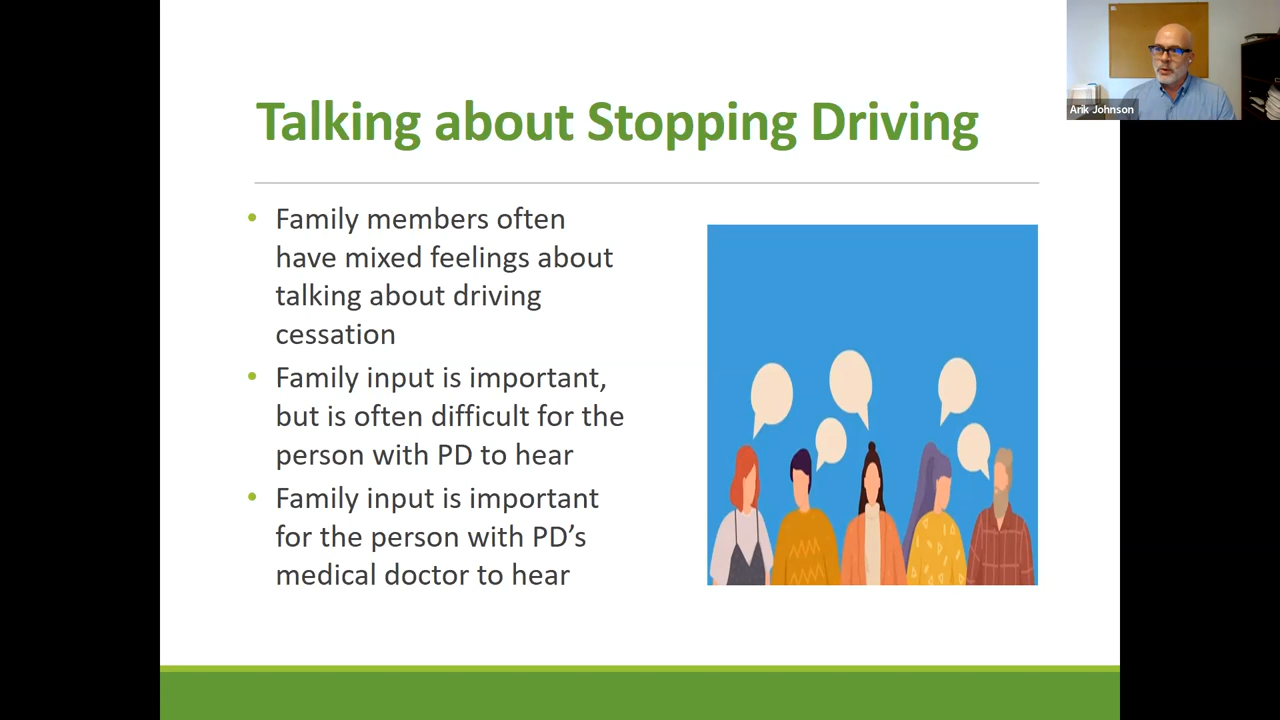 Talking about Stopping Driving
Arik Johnson
• Family members often
have mixed feelings about
talking about driving
cessation
• Family input is important,
but is often difficult for the
person with PD to hear
• Family input is important
for the person with PD’s
medical doctor to hear